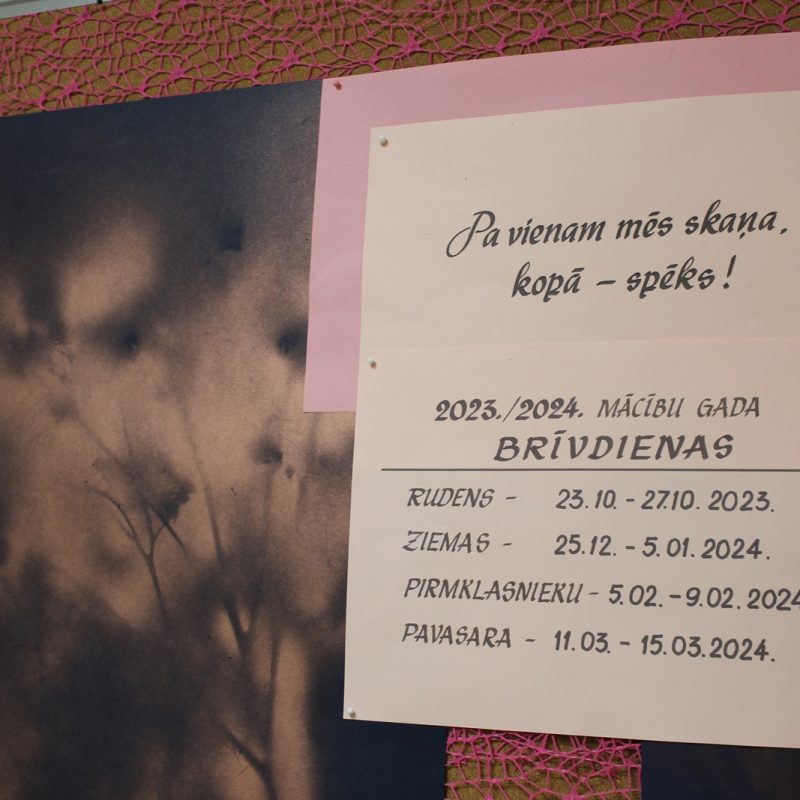 Pa vienam mēs skaņa,
kopā – spēks!
2023./2024. MĀCĪBU GADA
BRĪVDIENAS
RUDENS – 23.10. – 27.10. 2023.
ZIEMAS – 25.12. – 5.01. 2024.
PIRMKLASNIEKU – 5.02. – 9.02. 2024
PAVASARA – 11.03. – 15.03.2024.